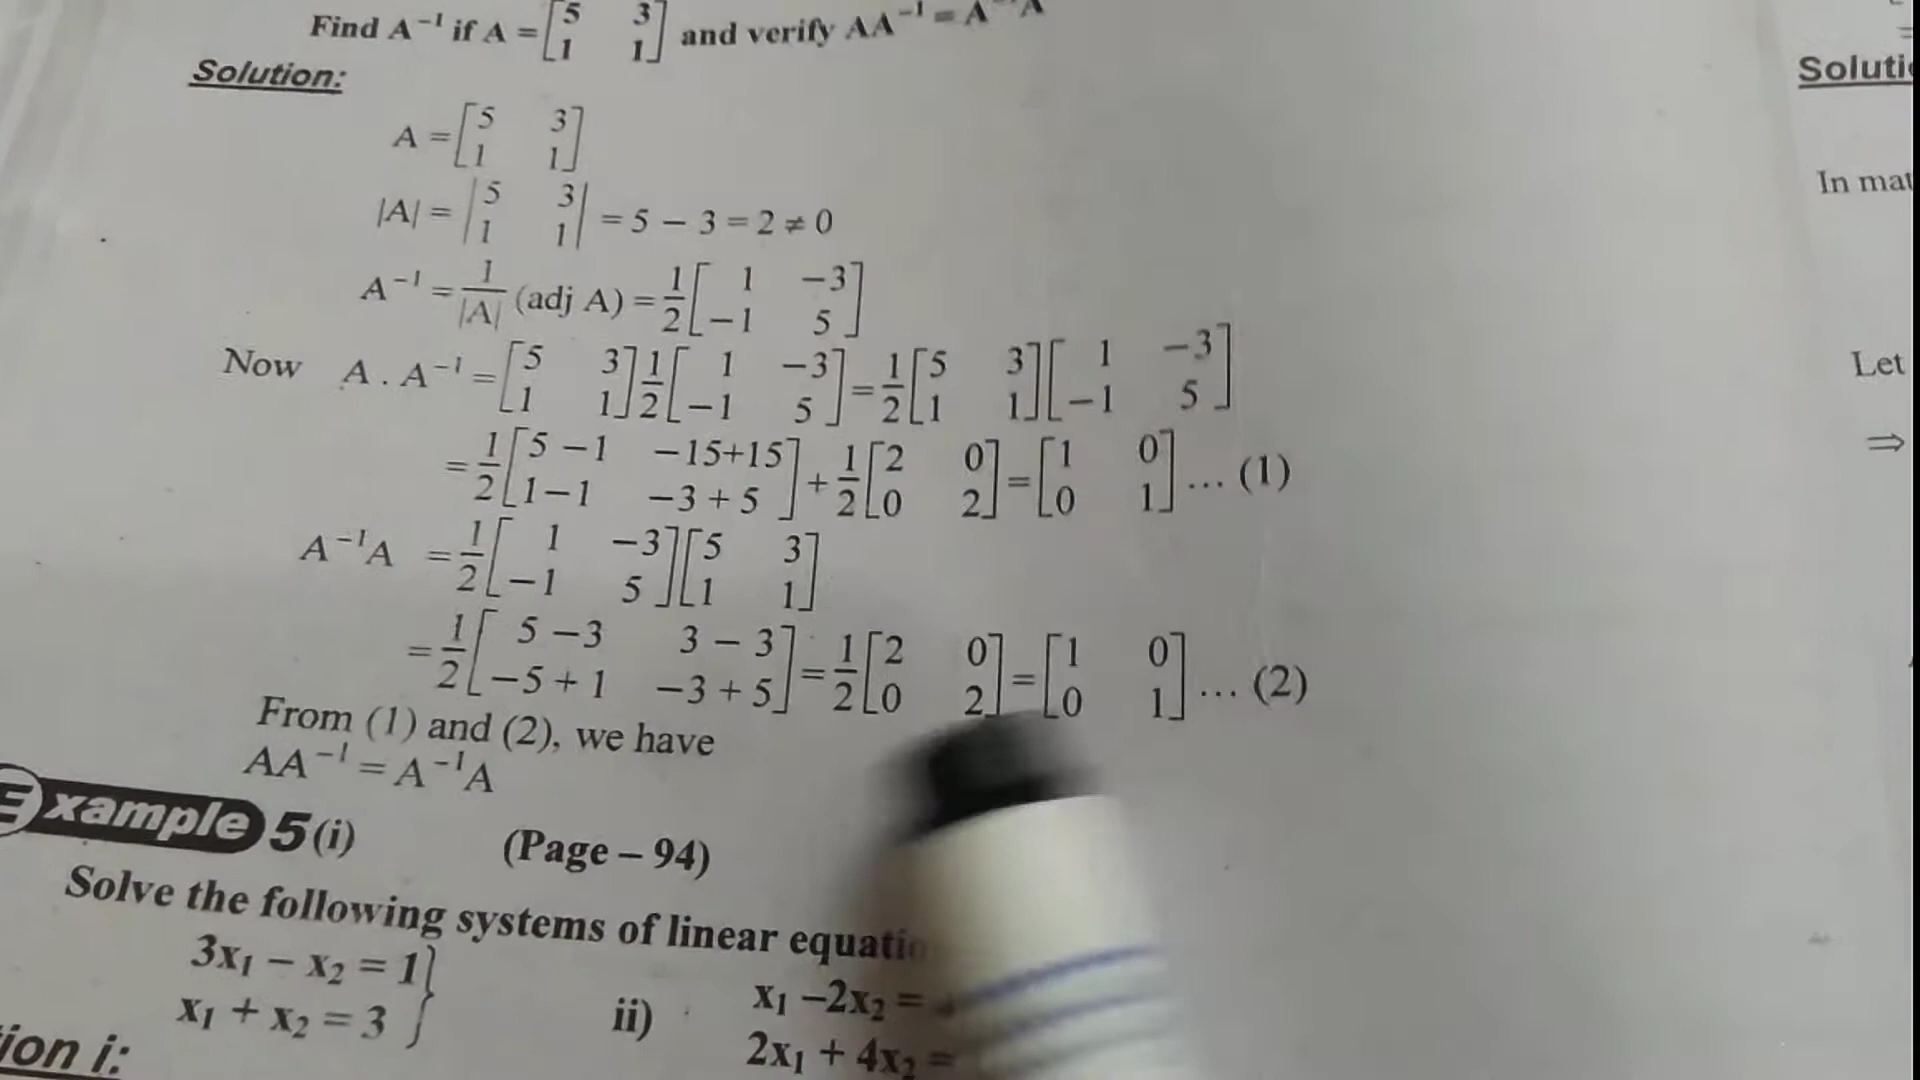 Find A⁻¹ if A = [5 3; 1 1] and verify AA⁻¹ = A⁻¹A
Solution:
A = [5 3; 1 1]
|A| = |5 3; 1 1| = 5 − 3 = 2 ≠ 0
A⁻¹ = 1/|A| (adj A) = 1/2 [1 −3; −1 5]
Now A . A⁻¹ = [5 3; 1 1] 1/2 [1 −3; −1 5] = 1/2 [5 3; 1 1] [1 −3; −1 5]
= 1/2 [5 − 1 −15+15; 1 − 1 −3 + 5] + 1/2 [2 0; 0 2] = [1 0; 0 1] ... (1)
A⁻¹A = 1/2 [1 −3; −1 5] [5 3; 1 1]
= 1/2 [5 − 3 3 − 3; −5 + 1 −3 + 5] = 1/2 [2 0; 0 2] = [1 0; 0 1] ... (2)
From (1) and (2), we have
AA⁻¹ = A⁻¹A
Example 5(i) (Page – 94)
Solve the following systems of linear
3x₁ − x₂ = 1
x₁ + x₂ = 3 }
ii) x₁ −2x₂ =
2x₁ + 4x₂ =
ion i:
Soluti
In mat
Let
⇒